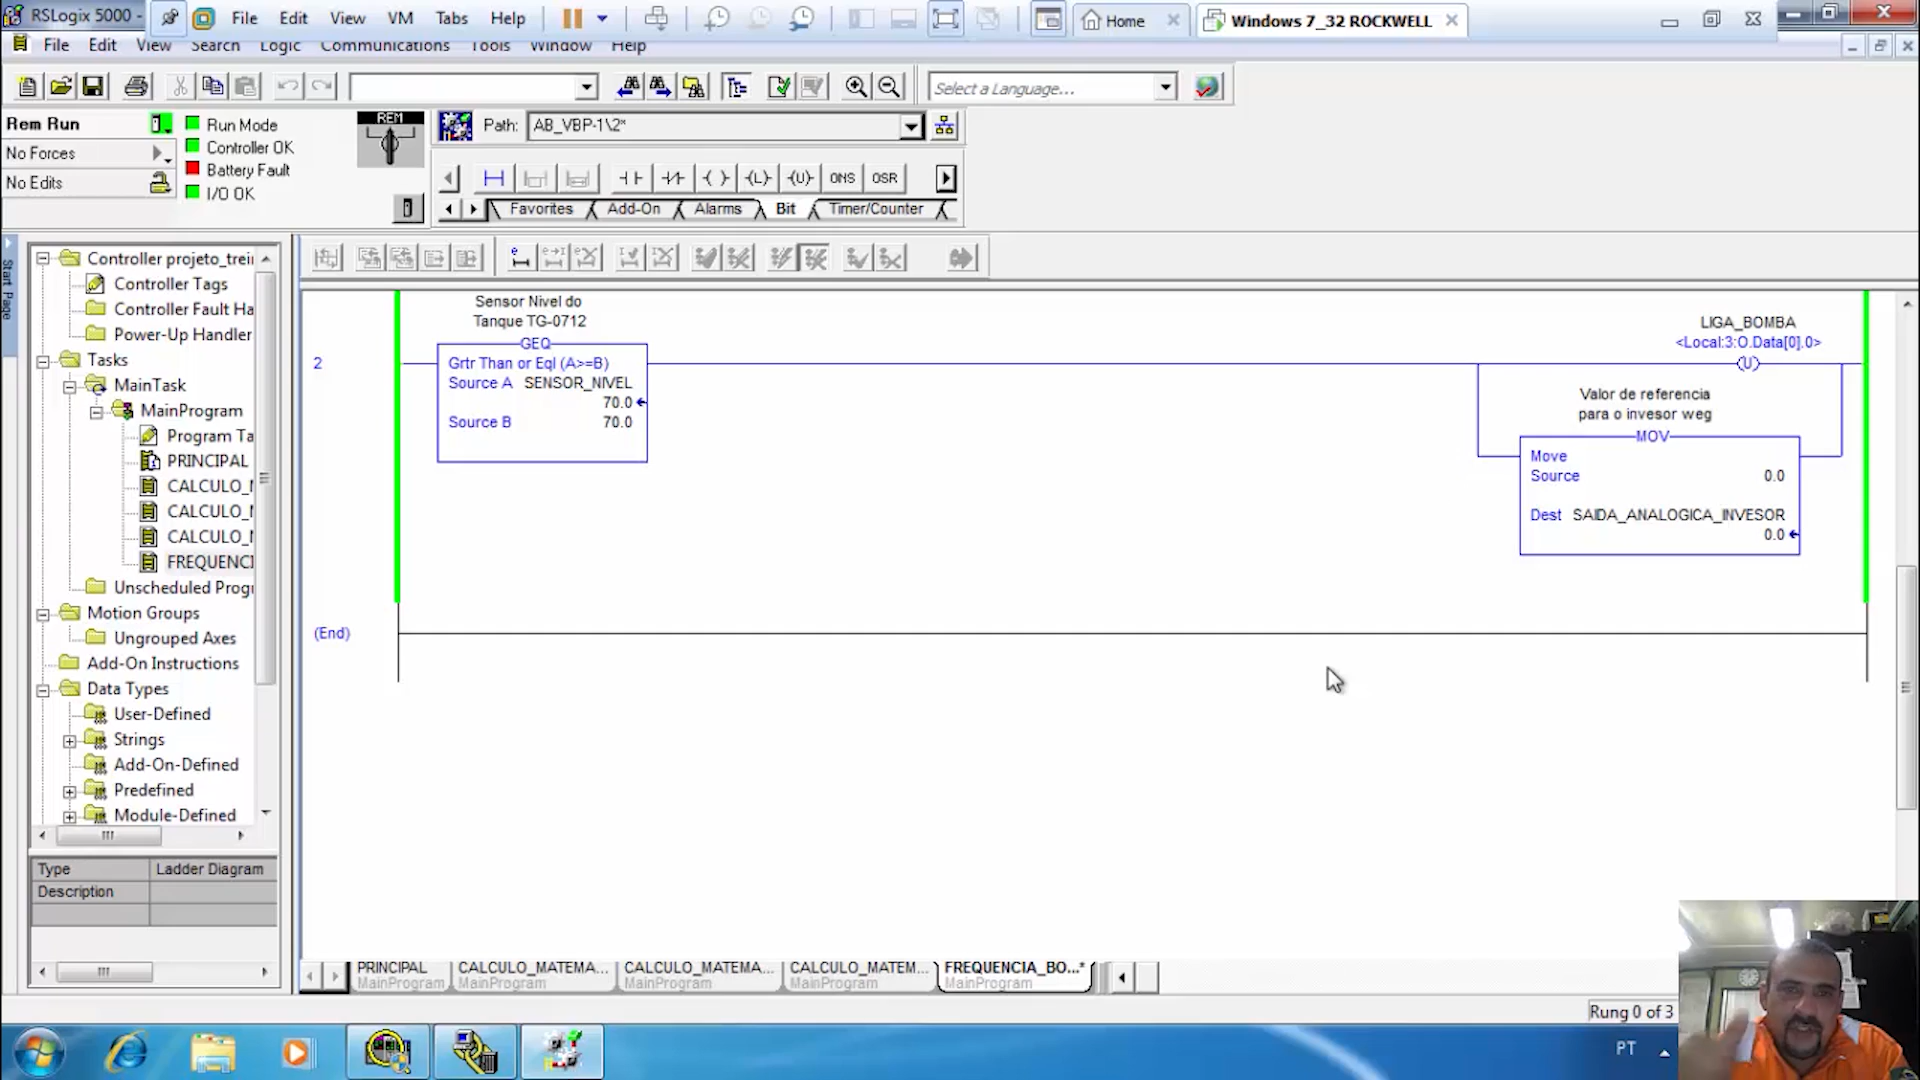 RSLogix 5000 -
File Edit View VM Tabs Help
Home
Windows 7_32 ROCKWELL
File Edit View Search Logic Communications Tools Window Help
Select a Language...
Rem Run
No Forces
No Edits
Run Mode
Controller OK
Battery Fault
I/O OK
REM
Path: AB_VBP-1\2*
(L) (U) ONS OSR
Favorites Add-On Alarms Bit Timer/Counter
Start Page
Controller projeto_trei
Controller Tags
Controller Fault Ha
Power-Up Handler
Tasks
MainTask
MainProgram
Program Ta
PRINCIPAL
CALCULO_
CALCULO_
CALCULO_
FREQUENCI
Unscheduled Prog
Motion Groups
Ungrouped Axes
Add-On Instructions
Data Types
User-Defined
Strings
Add-On-Defined
Predefined
Module-Defined
Type Ladder Diagram
Description
Sensor Nivel do
Tanque TG-0712
GEQ
2
Grtr Than or Eql (A>=B)
Source A SENSOR_NIVEL
70.0
Source B 70.0
LIGA_BOMBA
<Local:3:O.Data[0].0>
(U)
Valor de referencia
para o invesor weg
MOV
Move
Source 0.0
Dest SAIDA_ANALOGICA_INVESOR
0.0
(End)
PRINCIPAL CALCULO_MATEMA... CALCULO_MATEMA... CALCULO_MATEM... FREQUENCIA_BO...*
MainProgram MainProgram MainProgram MainProgram MainProgram
Rung 0 of 3
PT